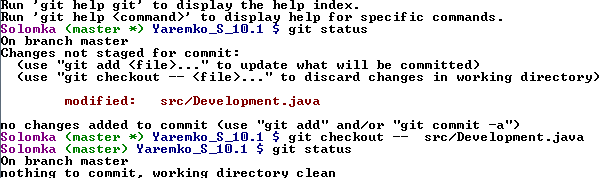 Run 'git help git' to display the help index.
Run 'git help <command>' to display help for specific commands.
Solomka (master *) Yaremko_S_10.1 $ git status
On branch master
Changes not staged for commit:
  (use "git add <file>..." to update what will be committed)
  (use "git checkout -- <file>..." to discard changes in working directory)
        modified:   src/Development.java
no changes added to commit (use "git add" and/or "git commit -a")
Solomka (master *) Yaremko_S_10.1 $ git checkout --  src/Development.java
Solomka (master) Yaremko_S_10.1 $ git status
On branch master
nothing to commit, working directory clean